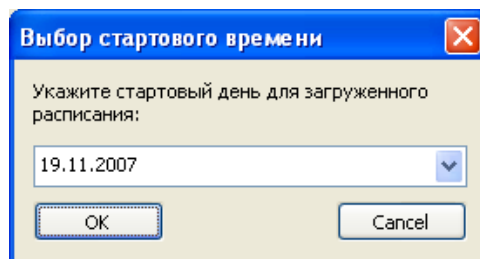 Выбор стартового времени
Укажите стартовый день для загруженного
расписания:
19.11.2007
OK Cancel